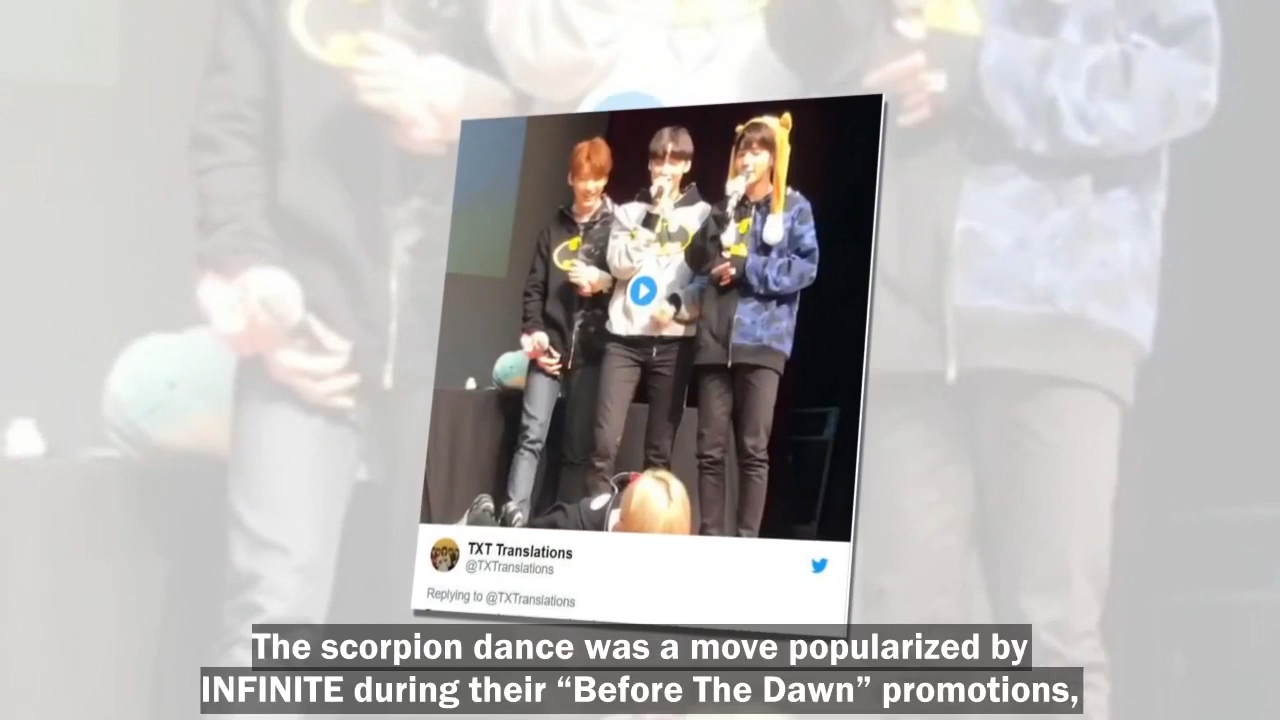 TXT Translations
@TXTranslations
Replying to @TXTranslations
The scorpion dance was a move popularized by
INFINITE during their “Before The Dawn” promotions,